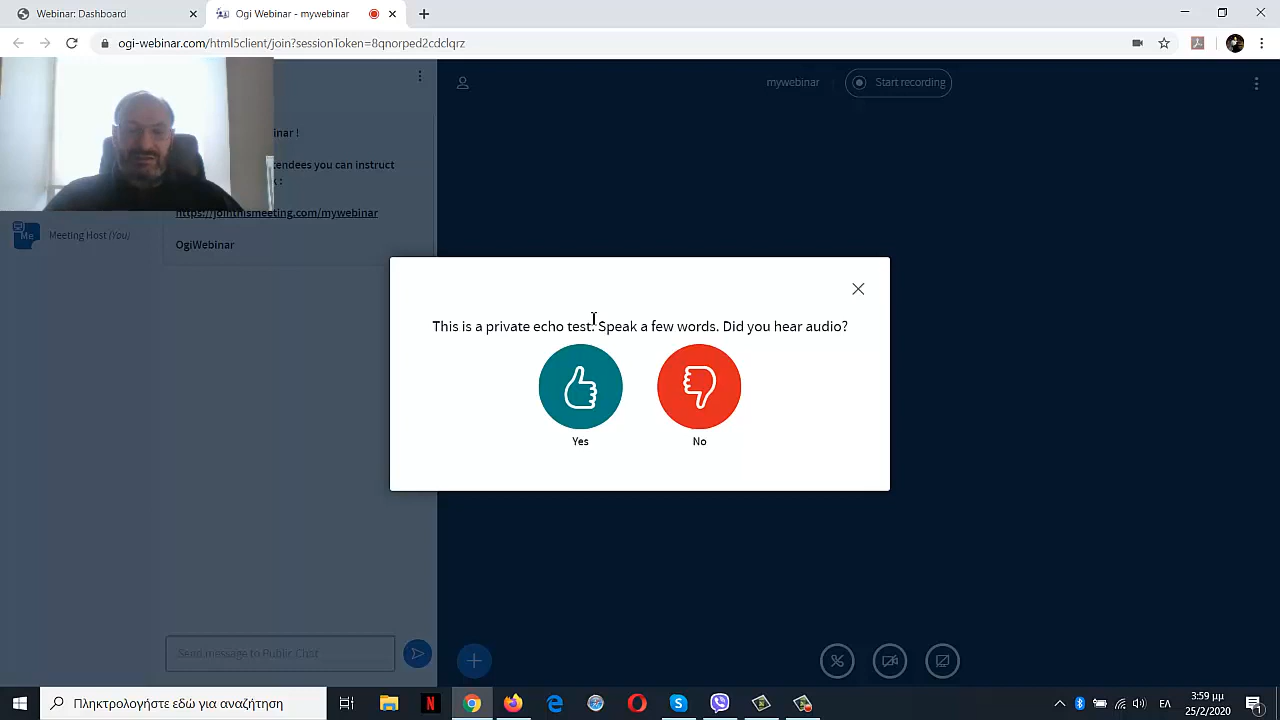 Webinar: Dashboard
Ogi Webinar - mywebinar
ogi-webinar.com/html5client/join?sessionToken=8qnorped2cdclqrz
mywebinar
Start recording
inar !
tendees you can instruct
k :
https://jointhismeeting.com/mywebinar
Me
Meeting Host (You)
OgiWebinar
This is a private echo test. Speak a few words. Did you hear audio?
Yes
No
Send message to Public Chat
Πληκτρολογήστε εδώ για αναζήτηση
N
ΕΛ
3:59 μμ
25/2/2020
1